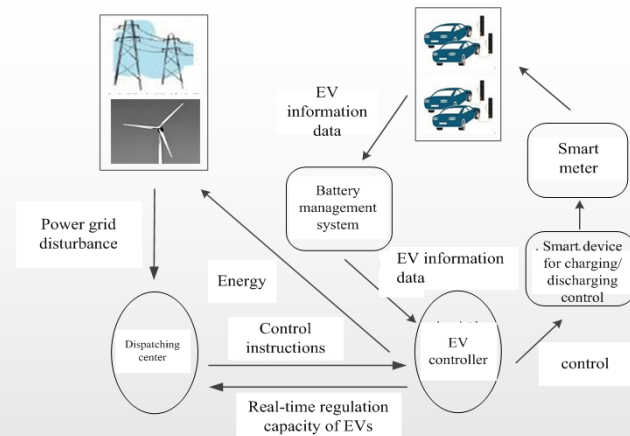 EV
information
data
Smart
meter
Battery
management
system
Power grid
disturbance
EV information
data
. Smart device
for charging/
discharging
control
Energy
Dispatching
center
Control
instructions
EV
controller
control
Real-time regulation
capacity of EVs